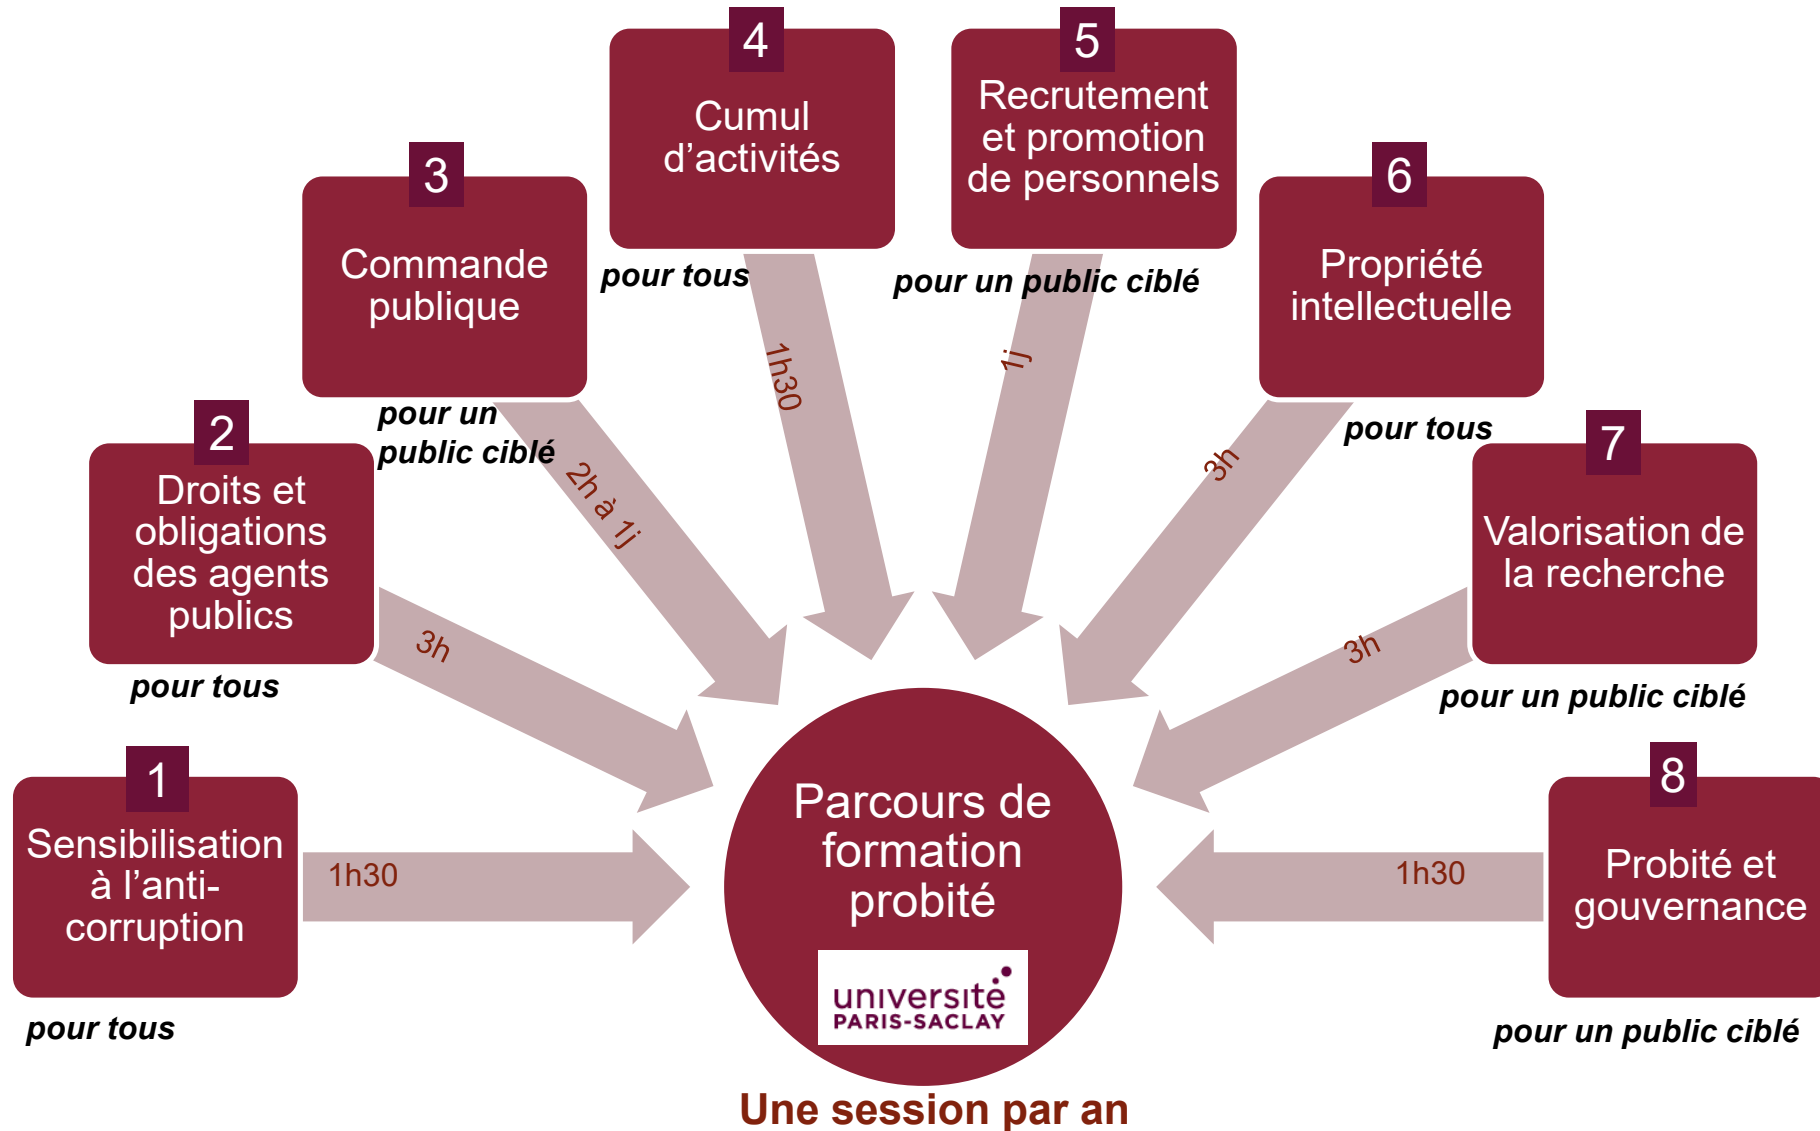 1
Sensibilisation
à l’anti-
corruption
pour tous
1h30
2
Droits et
obligations
des agents
publics
pour tous
3h
3
Commande
publique
pour un
public ciblé
2h à 1j
4
Cumul
d’activités
pour tous
1h30
5
Recrutement
et promotion
de personnels
pour un public ciblé
1j
6
Propriété
intellectuelle
pour tous
3h
7
Valorisation de
la recherche
pour un public ciblé
3h
8
Probité et
gouvernance
pour un public ciblé
1h30
Parcours de
formation
probité
université
PARIS-SACLAY
Une session par an